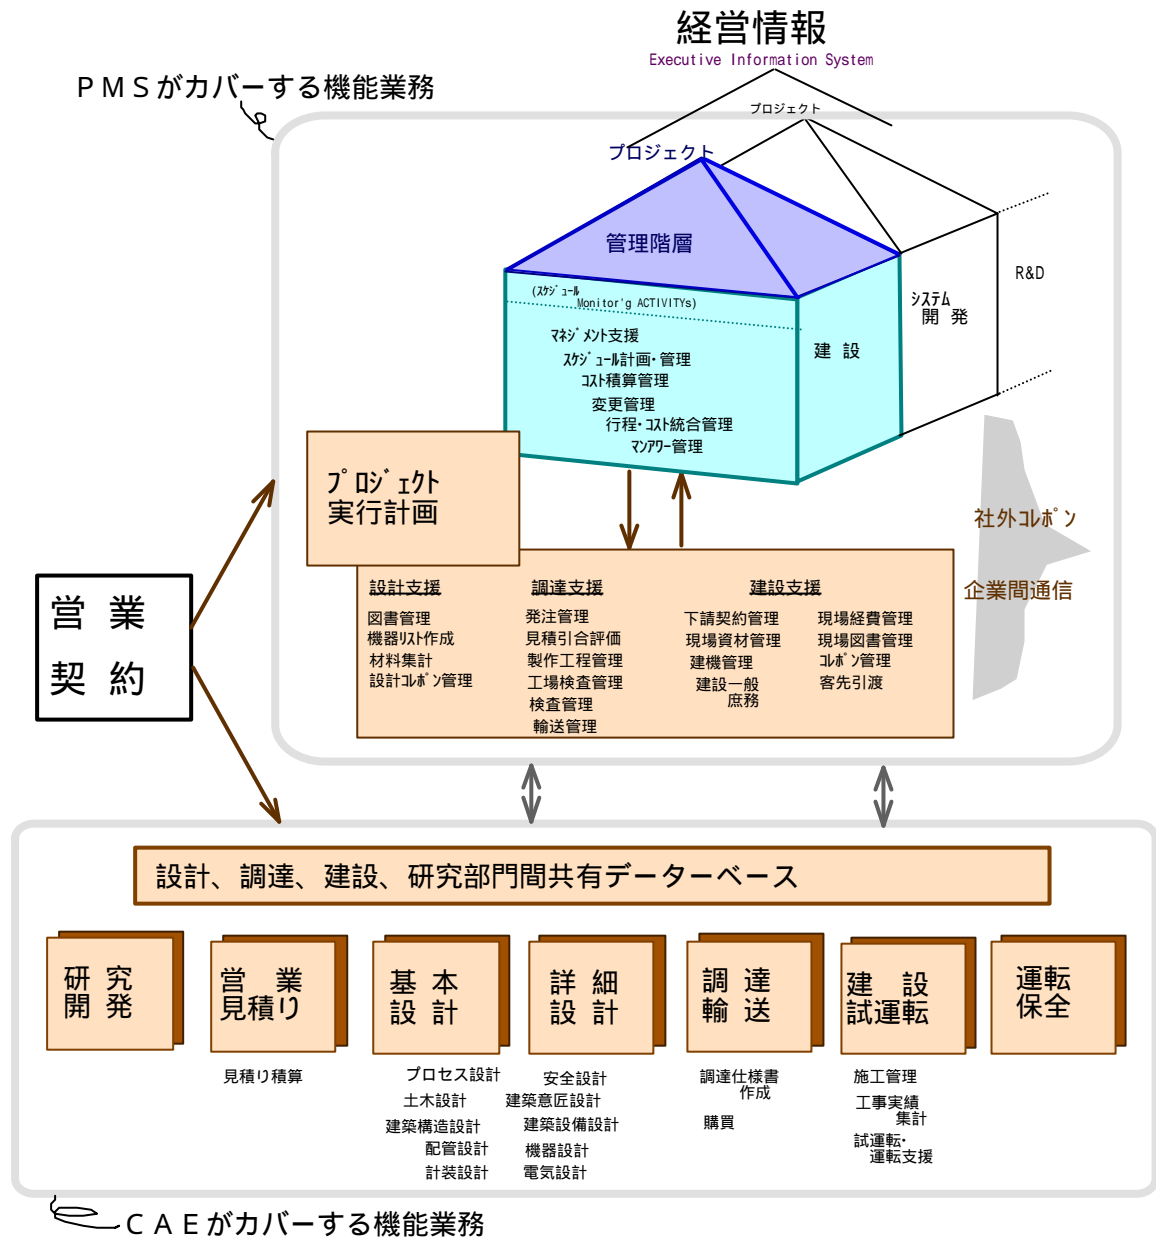 経営情報
Executive Information System
ＰＭＳがカバーする機能業務
プロジェクト
プロジェクト
管理階層
(ｽｹｼﾞｭｰﾙ
Monitor'g ACTIVITYs)
ﾏﾈｼﾞﾒﾝﾄ支援
ｽｹｼﾞｭｰﾙ計画･管理
ｺｽﾄ積算管理
変更管理
行程･ｺｽﾄ統合管理
ﾏﾝｱﾜｰ管理
建 設
ｼｽﾃﾑ
開 発
R&D
ﾌﾟﾛｼﾞｪｸﾄ
実行計画
社外ｺﾚﾎﾟﾝ
企業間通信
営 業
契 約
設計支援
図書管理
機器ﾘｽﾄ作成
材料集計
設計ｺﾚﾎﾟﾝ管理
調達支援
発注管理
見積引合評価
製作工程管理
工場検査管理
検査管理
輸送管理
建設支援
下請契約管理
現場資材管理
建機管理
建設一般
庶務
現場経費管理
現場図書管理
ｺﾚﾎﾟﾝ管理
客先引渡
設計、調達、建設、研究部門間共有データーベース
研 究
開 発
営 業
見積り
見積り積算
基 本
設 計
プロセス設計
土木設計
建築構造設計
配管設計
計装設計
詳 細
設 計
安全設計
建築意匠設計
建築設備設計
機器設計
電気設計
調 達
輸 送
調達仕様書
作成
購買
建 設
試運転
施工管理
工事実績
集計
試運転･
運転支援
運転
保全
ＣＡＥがカバーする機能業務